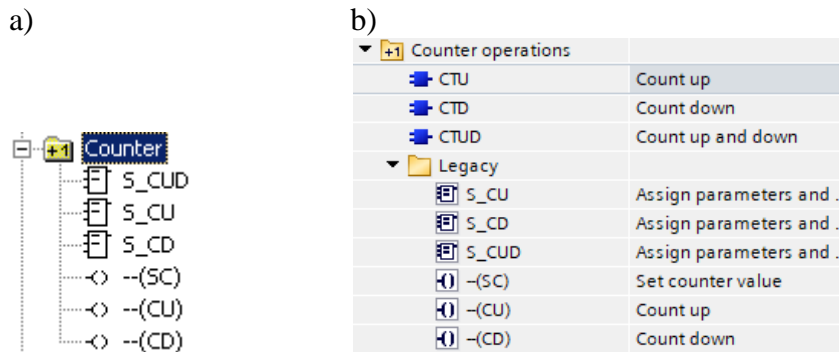 a)
b)
Counter
S_CUD
S_CU
S_CD
--(SC)
--(CU)
--(CD)
+1 Counter operations
CTU Count up
CTD Count down
CTUD Count up and down
Legacy
S_CU Assign parameters and .
S_CD Assign parameters and .
S_CUD Assign parameters and .
–(SC) Set counter value
–(CU) Count up
–(CD) Count down